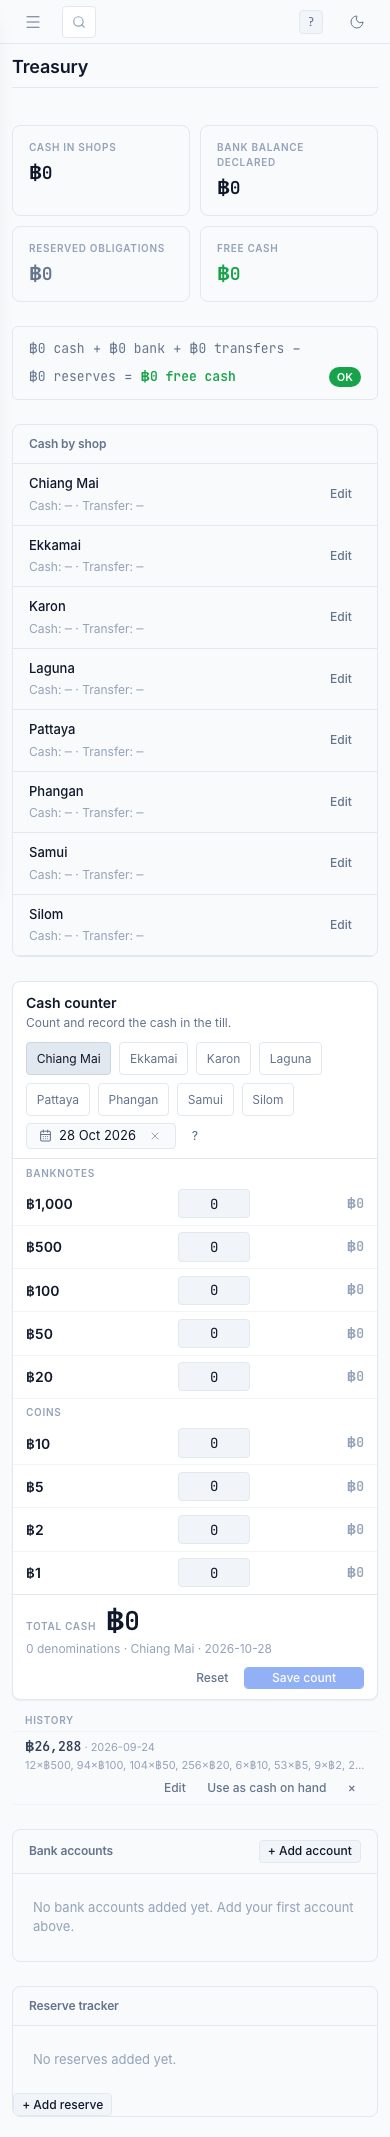 ?
Treasury
CASH IN SHOPS
฿0
BANK BALANCE
DECLARED
฿0
RESERVED OBLIGATIONS
฿0
FREE CASH
฿0
฿0 cash + ฿0 bank + ฿0 transfers −
฿0 reserves = ฿0 free cash
OK
Cash by shop
Chiang Mai
Cash: — · Transfer: —
Edit
Ekkamai
Cash: — · Transfer: —
Edit
Karon
Cash: — · Transfer: —
Edit
Laguna
Cash: — · Transfer: —
Edit
Pattaya
Cash: — · Transfer: —
Edit
Phangan
Cash: — · Transfer: —
Edit
Samui
Cash: — · Transfer: —
Edit
Silom
Cash: — · Transfer: —
Edit
Cash counter
Count and record the cash in the till.
Chiang Mai Ekkamai Karon Laguna
Pattaya Phangan Samui Silom
28 Oct 2026 × ?
BANKNOTES
฿1,000 0 ฿0
฿500 0 ฿0
฿100 0 ฿0
฿50 0 ฿0
฿20 0 ฿0
COINS
฿10 0 ฿0
฿5 0 ฿0
฿2 0 ฿0
฿1 0 ฿0
TOTAL CASH ฿0
0 denominations · Chiang Mai · 2026-10-28
Reset Save count
HISTORY
฿26,288 · 2026-09-24
12×฿500, 94×฿100, 104×฿50, 256×฿20, 6×฿10, 53×฿5, 9×฿2, 2...
Edit Use as cash on hand ×
Bank accounts
+ Add account
No bank accounts added yet. Add your first account
above.
Reserve tracker
No reserves added yet.
+ Add reserve